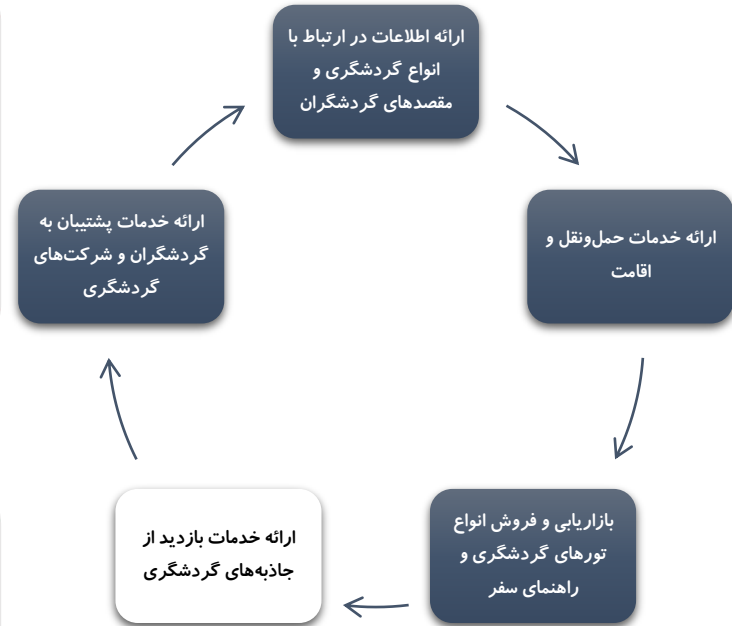 ارائه اطلاعات در ارتباط با
انواع گردشگری و
مقصدهای گردشگران
ارائه خدمات حمل‌ونقل و
اقامت
بازاریابی و فروش انواع
تورهای گردشگری و
راهنمای سفر
ارائه خدمات بازدید از
جاذبه‌های گردشگری
ارائه خدمات پشتیبان به
گردشگران و شرکت‌های
گردشگری